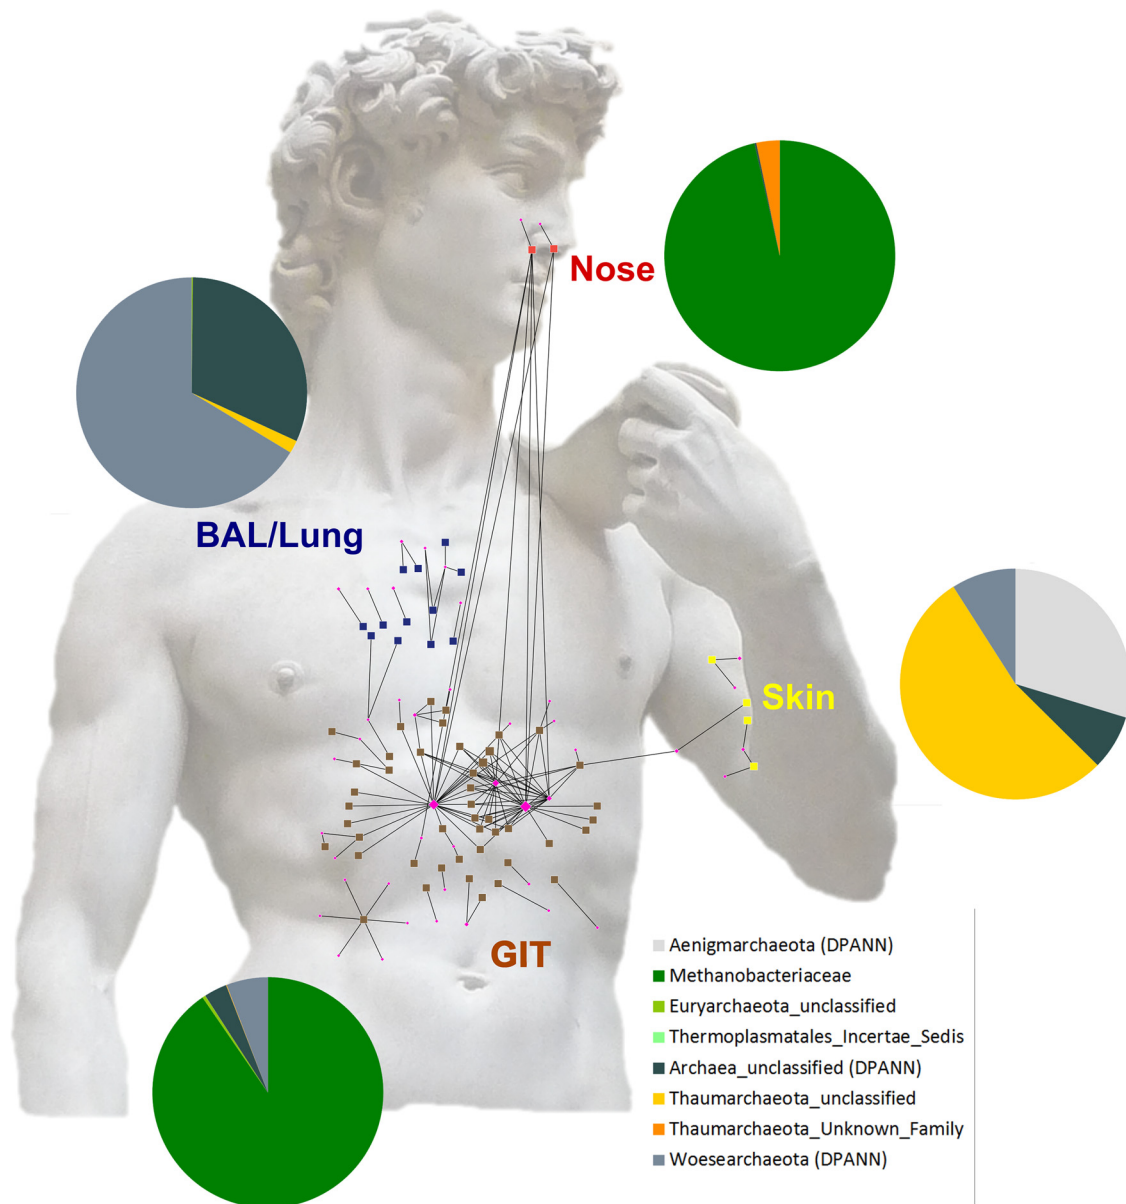 Nose
BAL/Lung
Skin
GIT
Aenigmarchaeota (DPANN)
Methanobacteriaceae
Euryarchaeota_unclassified
Thermoplasmatales_Incertae_Sedis
Archaea_unclassified (DPANN)
Thaumarchaeota_unclassified
Thaumarchaeota_Unknown_Family
Woesearchaeota (DPANN)